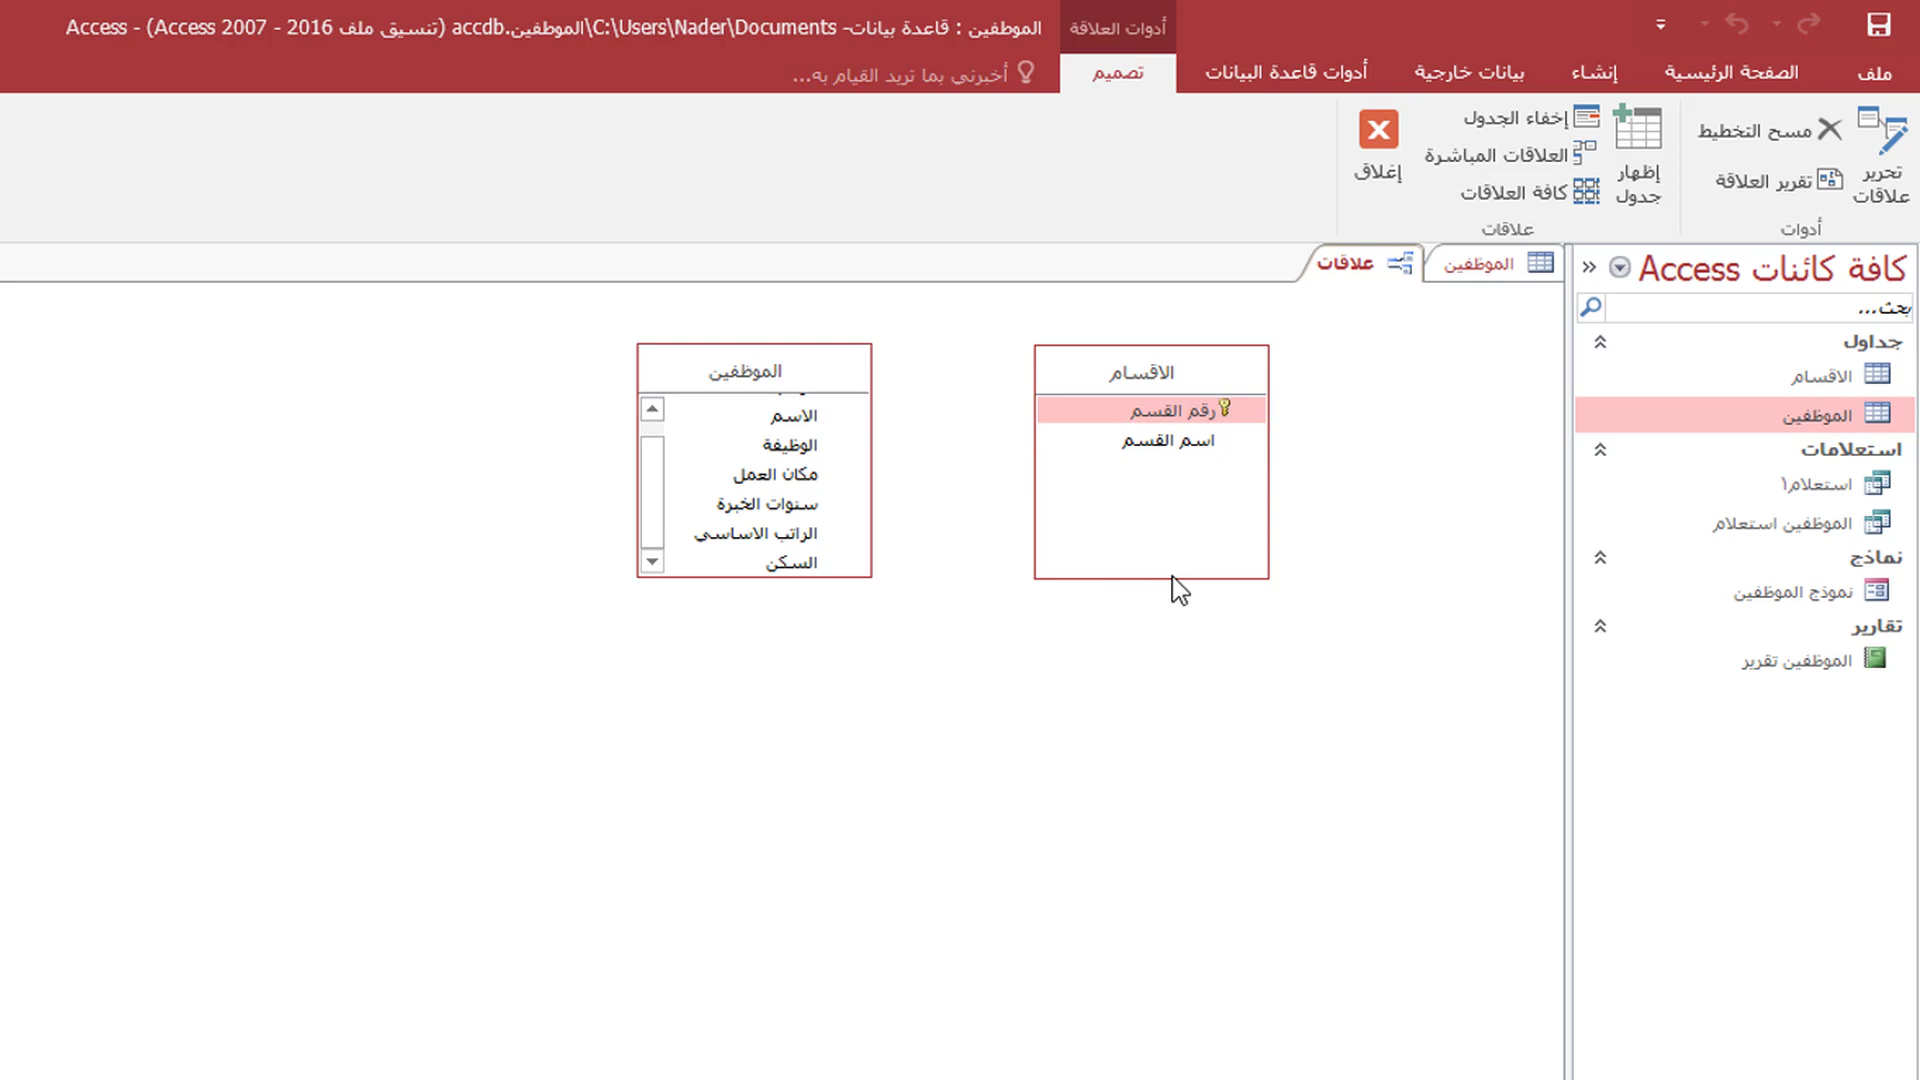 الموظفين : قاعدة بيانات- C:\Users\Nader\Documents\الموظفين.accdb (تنسيق ملف Access 2007 - 2016) - Access
أدوات العلاقة
ملف
الصفحة الرئيسية
إنشاء
بيانات خارجية
أدوات قاعدة البيانات
تصميم
أخبرني بما تريد القيام به...
تحرير علاقات
مسح التخطيط
تقرير العلاقة
أدوات
إظهار جدول
إخفاء الجدول
العلاقات المباشرة
كافة العلاقات
علاقات
إغلاق
كافة كائنات Access
بحث...
جداول
الاقسام
الموظفين
استعلامات
استعلام١
الموظفين استعلام
نماذج
نموذج الموظفين
تقارير
الموظفين تقرير
الموظفين
علاقات
الاقسام
رقم القسم
اسم القسم
الموظفين
الاسم
الوظيفة
مكان العمل
سنوات الخبرة
الراتب الاساسي
السكن